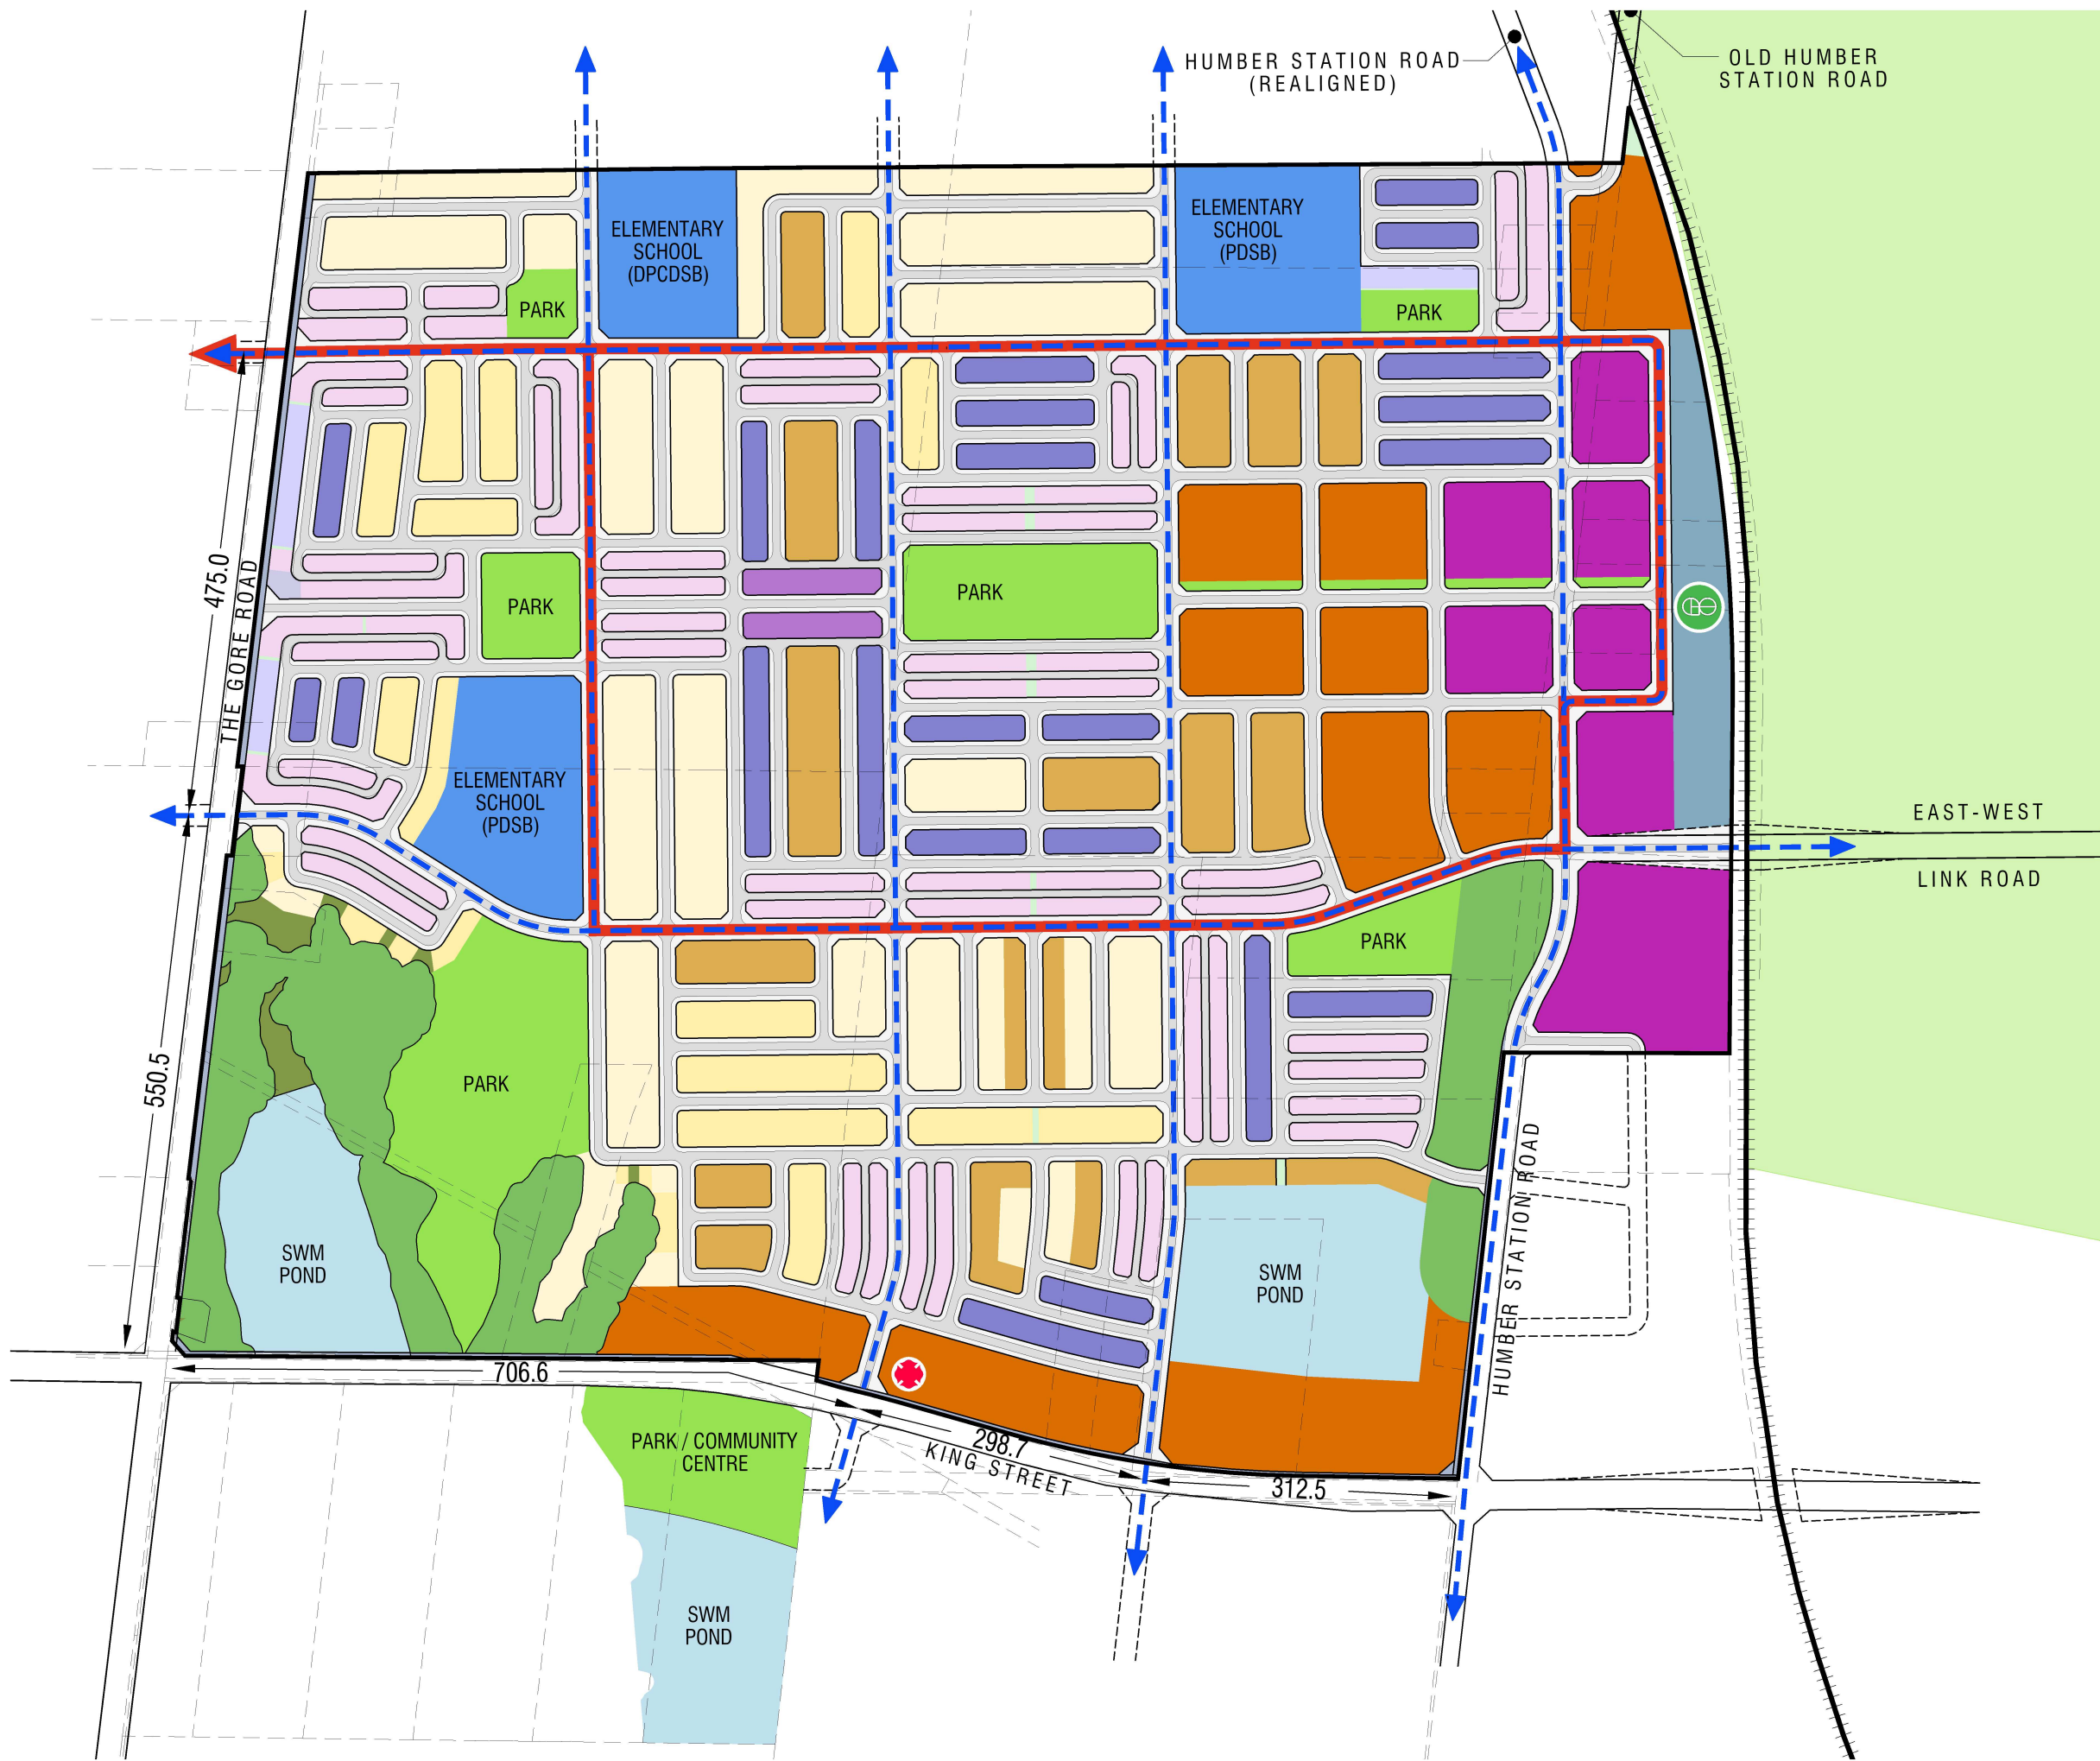 HUMBER STATION ROAD
(REALIGNED)
OLD HUMBER
STATION ROAD
ELEMENTARY
SCHOOL
(DPCDSB)
ELEMENTARY
SCHOOL
(PDSB)
PARK
PARK
475.0
THE GORE ROAD
PARK
PARK
ELEMENTARY
SCHOOL
(PDSB)
EAST-WEST
LINK ROAD
PARK
550.5
PARK
SWM
POND
SWM
POND
HUMBER STATION ROAD
706.6
298.7
KING STREET
312.5
PARK / COMMUNITY
CENTRE
SWM
POND